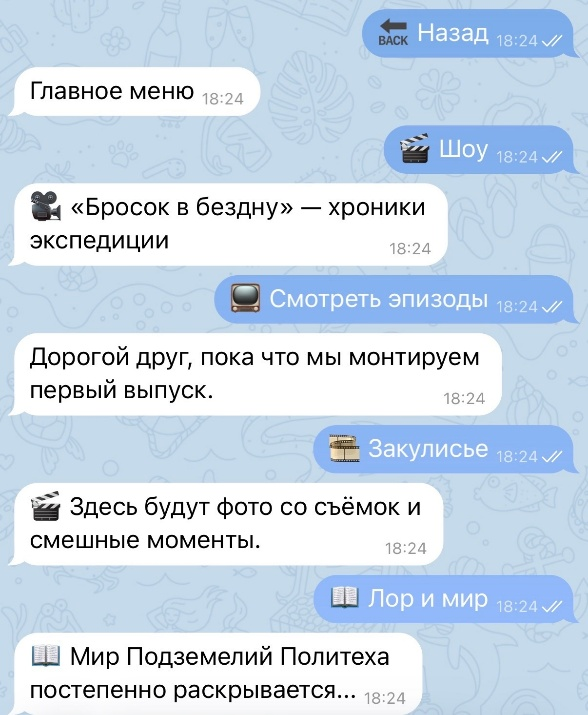 BACK Назад 18:24
Главное меню 18:24
Шоу 18:24
«Бросок в бездну» — хроники
экспедиции 18:24
Смотреть эпизоды 18:24
Дорогой друг, пока что мы монтируем
первый выпуск. 18:24
Закулисье 18:24
Здесь будут фото со съёмок и
смешные моменты. 18:24
Лор и мир 18:24
Мир Подземелий Политеха
постепенно раскрывается... 18:24